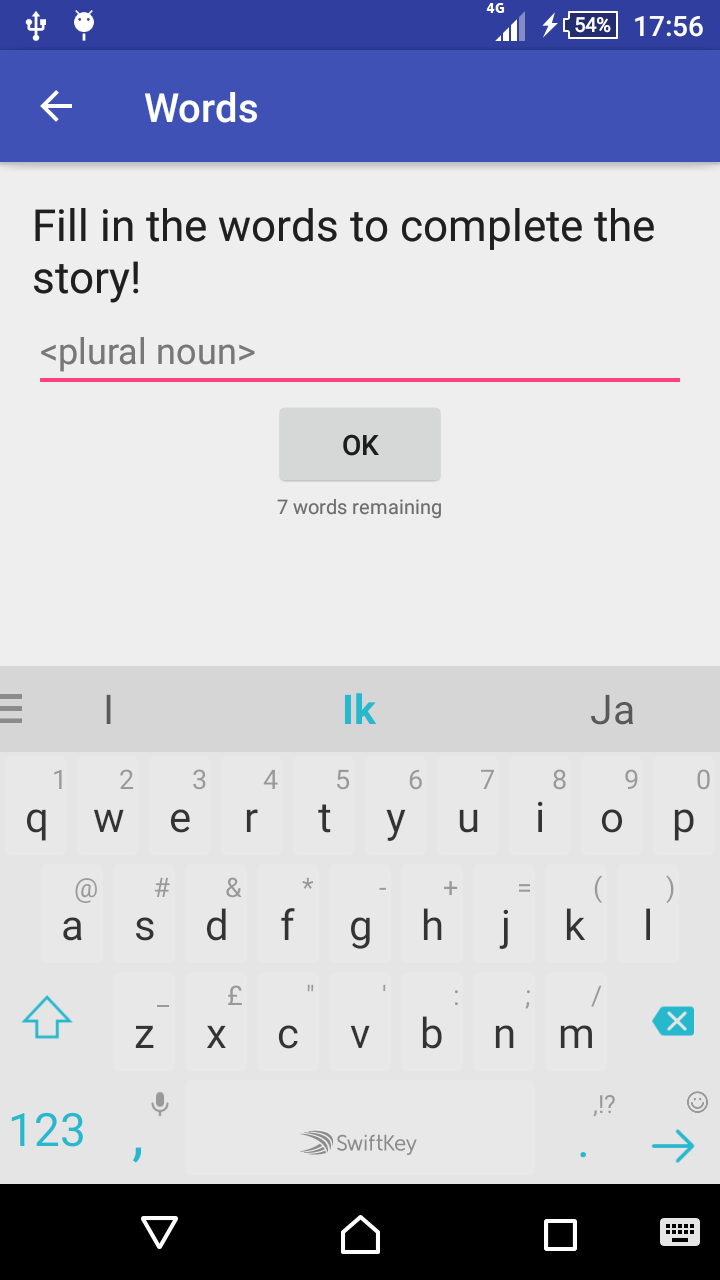 4G 54% 17:56
Words
Fill in the words to complete the
story!
<plural noun>
OK
7 words remaining
I Ik Ja
1 2 3 4 5 6 7 8 9 0
q w e r t y u i o p
@ # & * - + = ( )
a s d f g h j k l
_ £ " ' : ; /
z x c v b n m
,!?
123 , SwiftKey .